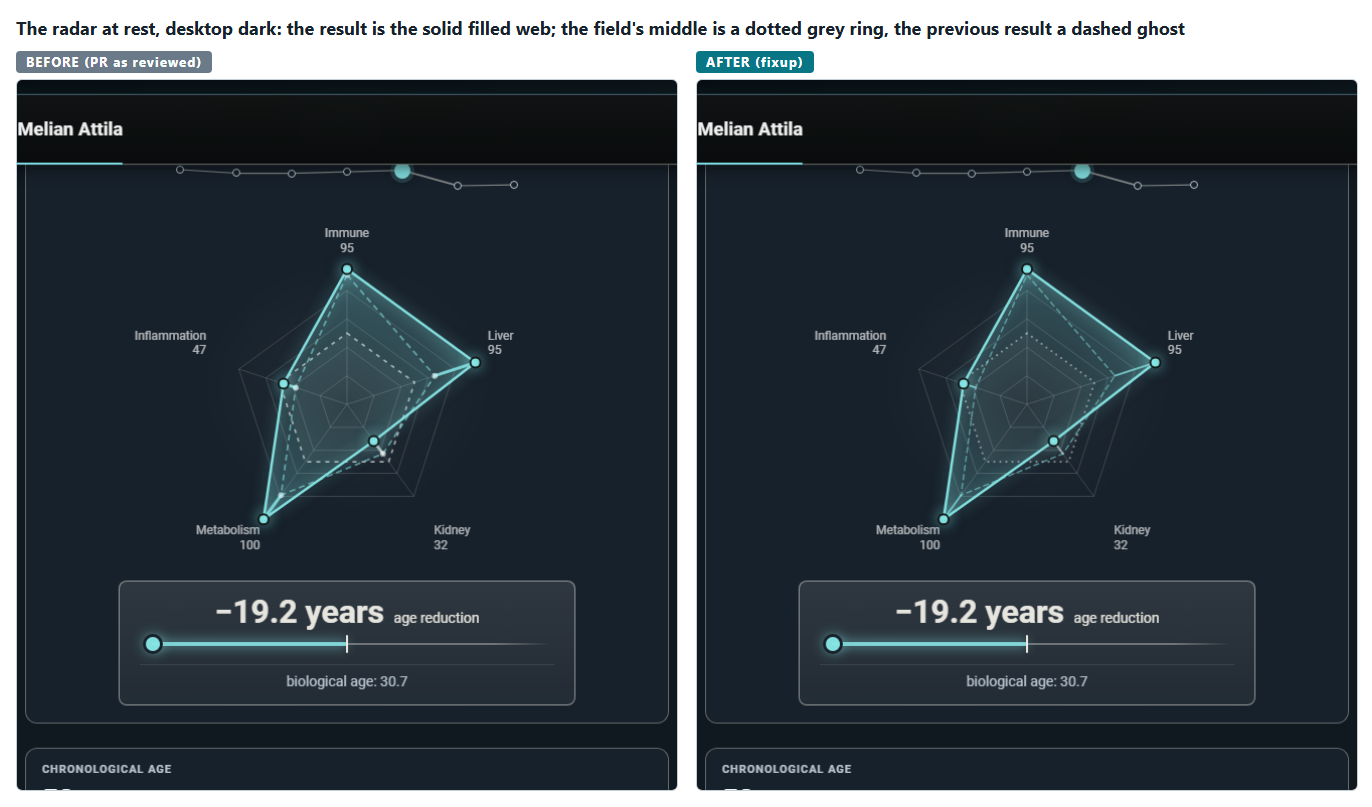 The radar at rest, desktop dark: the result is the solid filled web; the field's middle is a dotted grey ring, the previous result a dashed ghost
BEFORE (PR as reviewed)
Melian Attila
Immune
95
Inflammation
47
Liver
95
Metabolism
100
Kidney
32
−19.2 years age reduction
biological age: 30.7
CHRONOLOGICAL AGE
AFTER (fixup)
Melian Attila
Immune
95
Inflammation
47
Liver
95
Metabolism
100
Kidney
32
−19.2 years age reduction
biological age: 30.7
CHRONOLOGICAL AGE